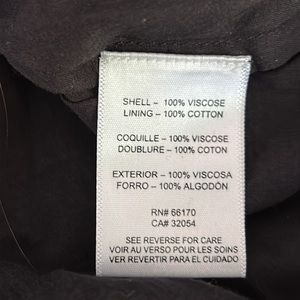 SHELL – 100% VISCOSE
LINING – 100% COTTON
COQUILLE – 100% VISCOSE
DOUBLURE – 100% COTON
EXTERIOR – 100% VISCOSA
FORRO – 100% ALGODÓN
RN# 66170
CA# 32054
SEE REVERSE FOR CARE
VOIR AU VERSO POUR LES SOINS
VER REVERTIR PARA EL CUIDADO